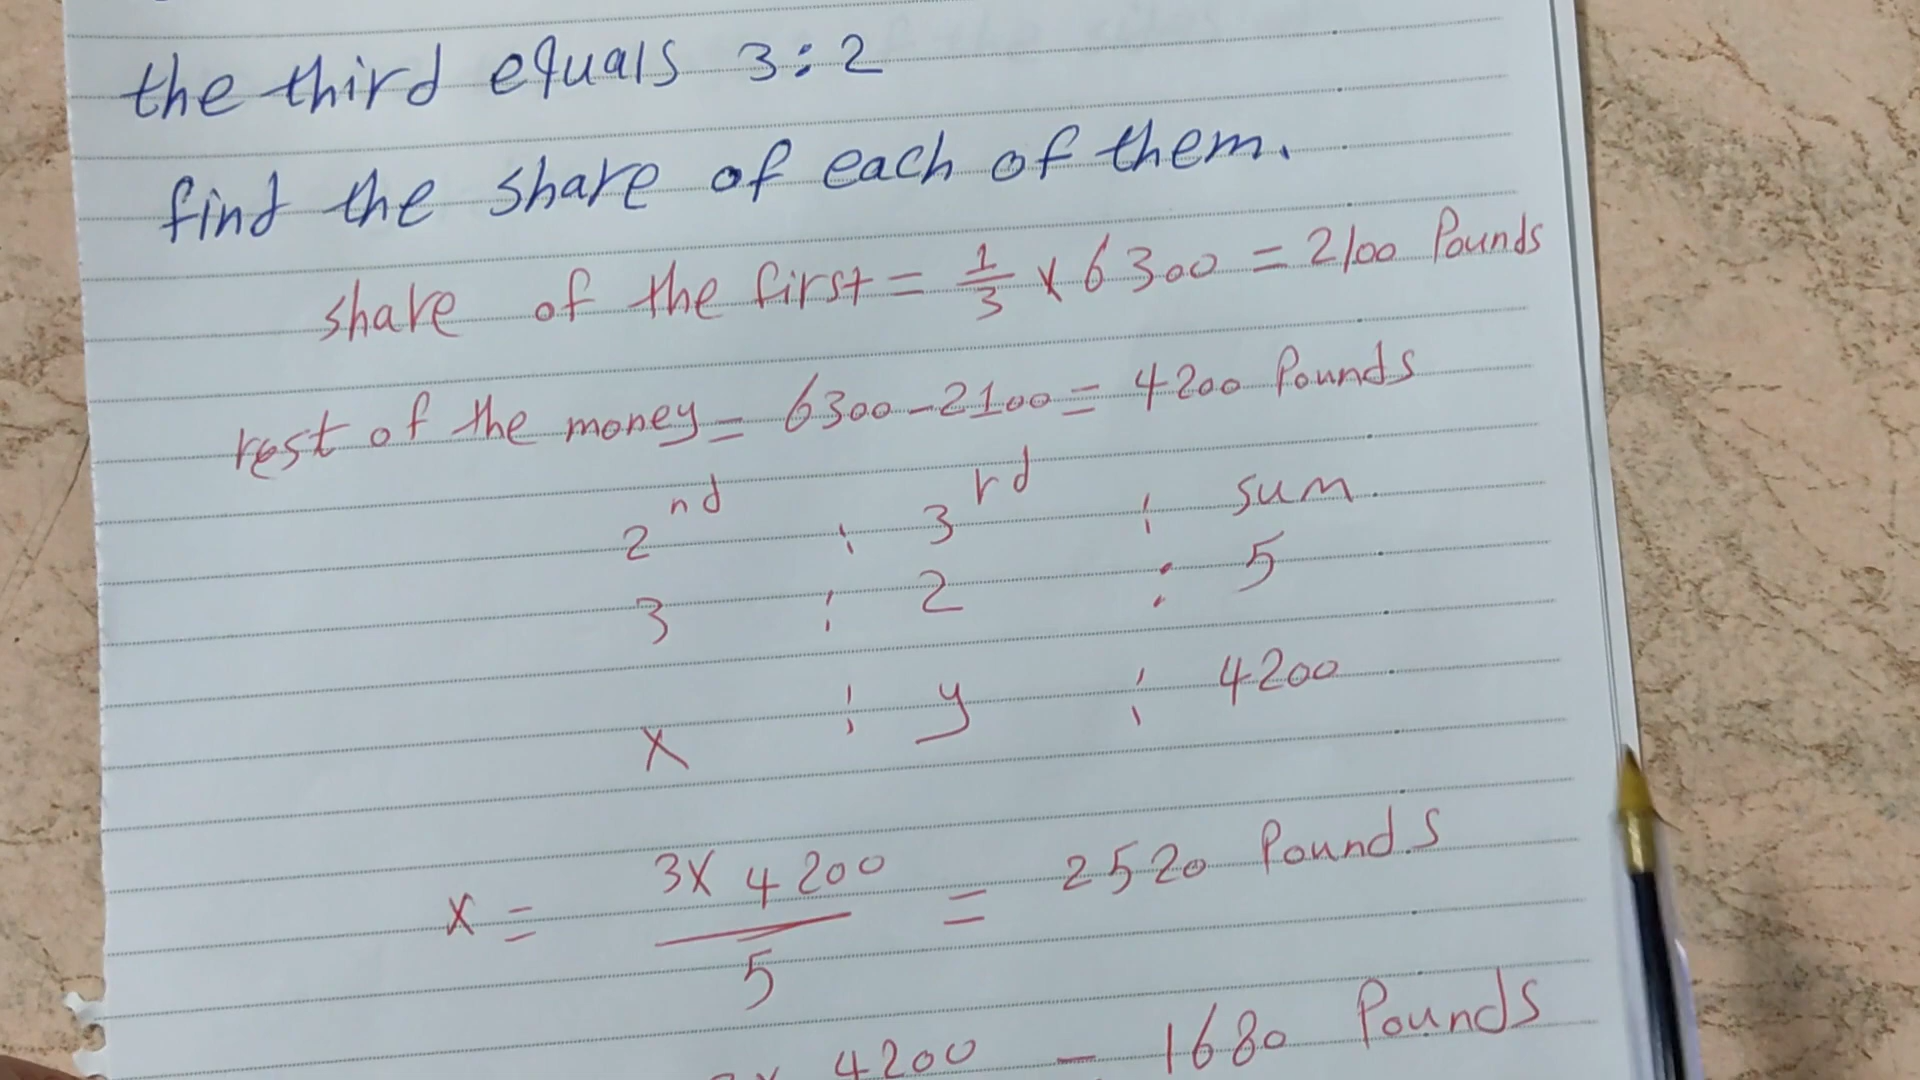 the third equals 3:2
find the share of each of them.
share of the first = 1/3 x 6300 = 2100 Pounds
rest of the money = 6300-2100 = 4200 Pounds
2nd : 3rd : sum
3 : 2 : 5
x : y : 4200
x = 3x 4200 / 5 = 2520 Pounds
4200 = 1680 Pounds